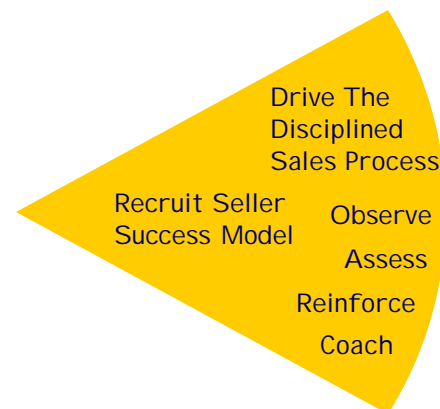 Drive The
Disciplined
Sales Process
Recruit Seller
Success Model
Observe
Assess
Reinforce
Coach